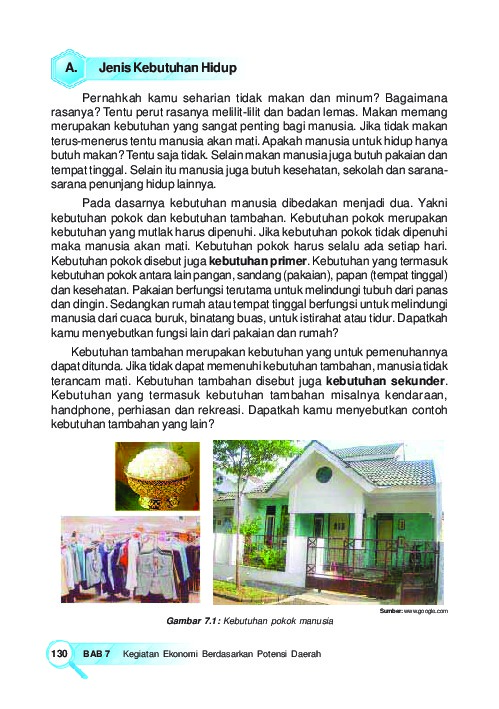 A. Jenis Kebutuhan Hidup
Pernahkah kamu seharian tidak makan dan minum? Bagaimana
rasanya? Tentu perut rasanya melilit-lilit dan badan lemas. Makan memang
merupakan kebutuhan yang sangat penting bagi manusia. Jika tidak makan
terus-menerus tentu manusia akan mati. Apakah manusia untuk hidup hanya
butuh makan? Tentu saja tidak. Selain makan manusia juga butuh pakaian dan
tempat tinggal. Selain itu manusia juga butuh kesehatan, sekolah dan sarana-
sarana penunjang hidup lainnya.
Pada dasarnya kebutuhan manusia dibedakan menjadi dua. Yakni
kebutuhan pokok dan kebutuhan tambahan. Kebutuhan pokok merupakan
kebutuhan yang mutlak harus dipenuhi. Jika kebutuhan pokok tidak dipenuhi
maka manusia akan mati. Kebutuhan pokok harus selalu ada setiap hari.
Kebutuhan pokok disebut juga kebutuhan primer. Kebutuhan yang termasuk
kebutuhan pokok antara lain pangan, sandang (pakaian), papan (tempat tinggal)
dan kesehatan. Pakaian berfungsi terutama untuk melindungi tubuh dari panas
dan dingin. Sedangkan rumah atau tempat tinggal berfungsi untuk melindungi
manusia dari cuaca buruk, binatang buas, untuk istirahat atau tidur. Dapatkah
kamu menyebutkan fungsi lain dari pakaian dan rumah?
Kebutuhan tambahan merupakan kebutuhan yang untuk pemenuhannya
dapat ditunda. Jika tidak dapat memenuhi kebutuhan tambahan, manusia tidak
terancam mati. Kebutuhan tambahan disebut juga kebutuhan sekunder.
Kebutuhan yang termasuk kebutuhan tambahan misalnya kendaraan,
handphone, perhiasan dan rekreasi. Dapatkah kamu menyebutkan contoh
kebutuhan tambahan yang lain?
Sumber: www.google.com
Gambar 7.1: Kebutuhan pokok manusia
130 BAB 7 Kegiatan Ekonomi Berdasarkan Potensi Daerah